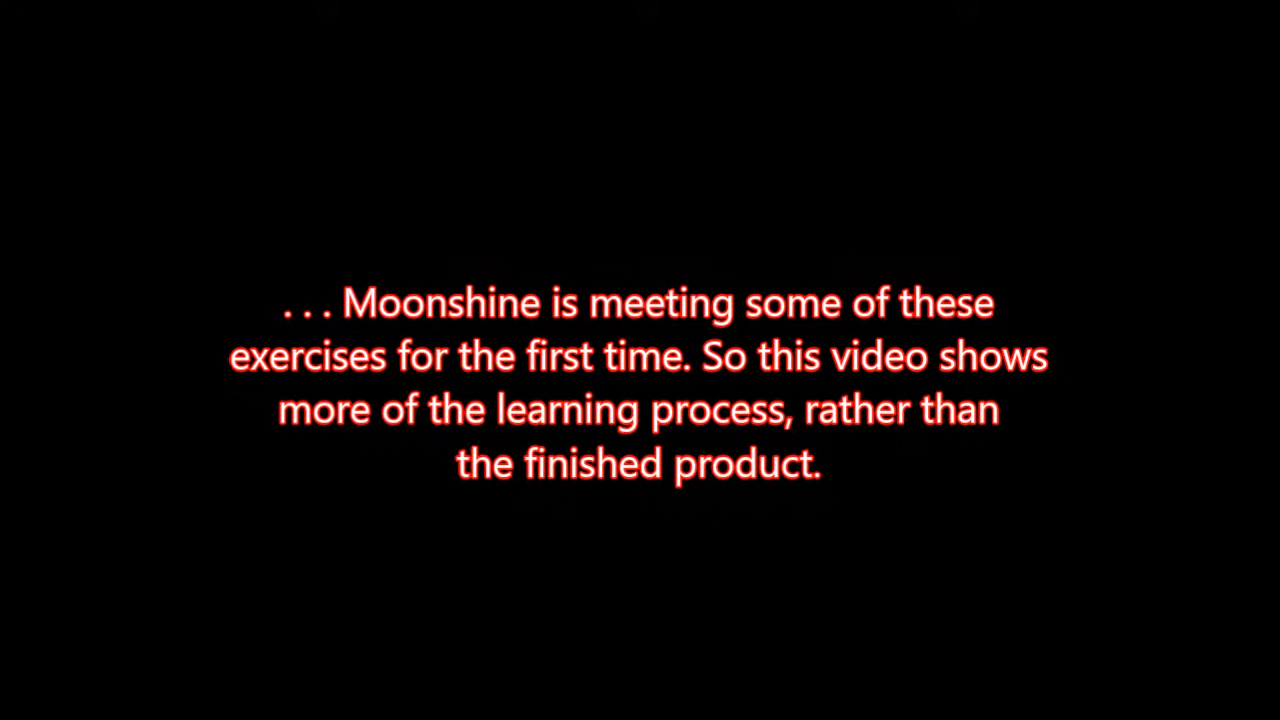 . . . Moonshine is meeting some of these
exercises for the first time. So this video shows
more of the learning process, rather than
the finished product.